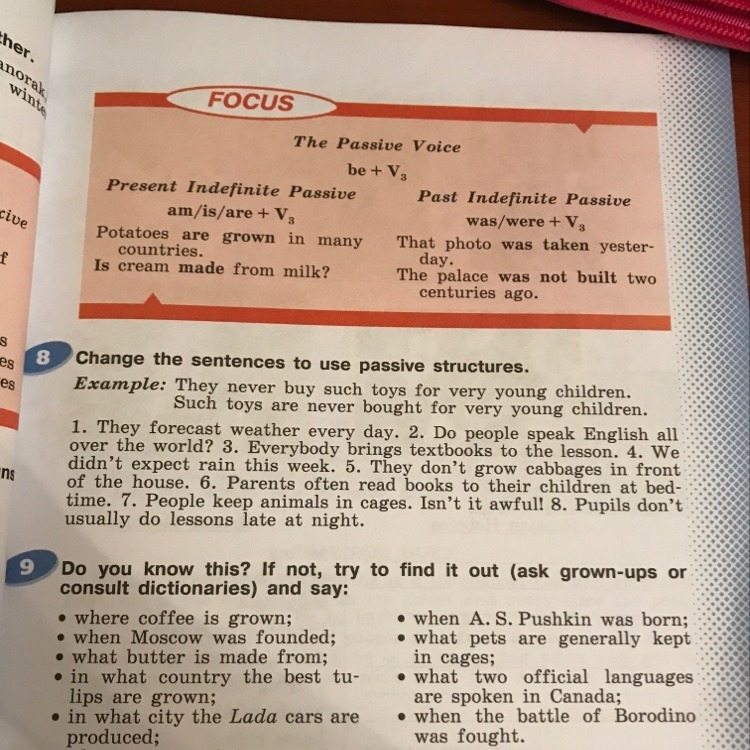 ther.
anorak,
winte
cive
f
s
es
es
ns
FOCUS
The Passive Voice
be + V₃
Present Indefinite Passive
am/is/are + V₃
Potatoes are grown in many
countries.
Is cream made from milk?
Past Indefinite Passive
was/were + V₃
That photo was taken yester-
day.
The palace was not built two
centuries ago.
8 Change the sentences to use passive structures.
Example: They never buy such toys for very young children.
Such toys are never bought for very young children.
1. They forecast weather every day. 2. Do people speak English all
over the world? 3. Everybody brings textbooks to the lesson. 4. We
didn't expect rain this week. 5. They don't grow cabbages in front
of the house. 6. Parents often read books to their children at bed-
time. 7. People keep animals in cages. Isn't it awful! 8. Pupils don't
usually do lessons late at night.
9 Do you know this? If not, try to find it out (ask grown-ups or
consult dictionaries) and say:
• where coffee is grown;
• when Moscow was founded;
• what butter is made from;
• in what country the best tu-
lips are grown;
• in what city the Lada cars are
produced;
• when A. S. Pushkin was born;
• what pets are generally kept
in cages;
• what two official languages
are spoken in Canada;
• when the battle of Borodino
was fought.